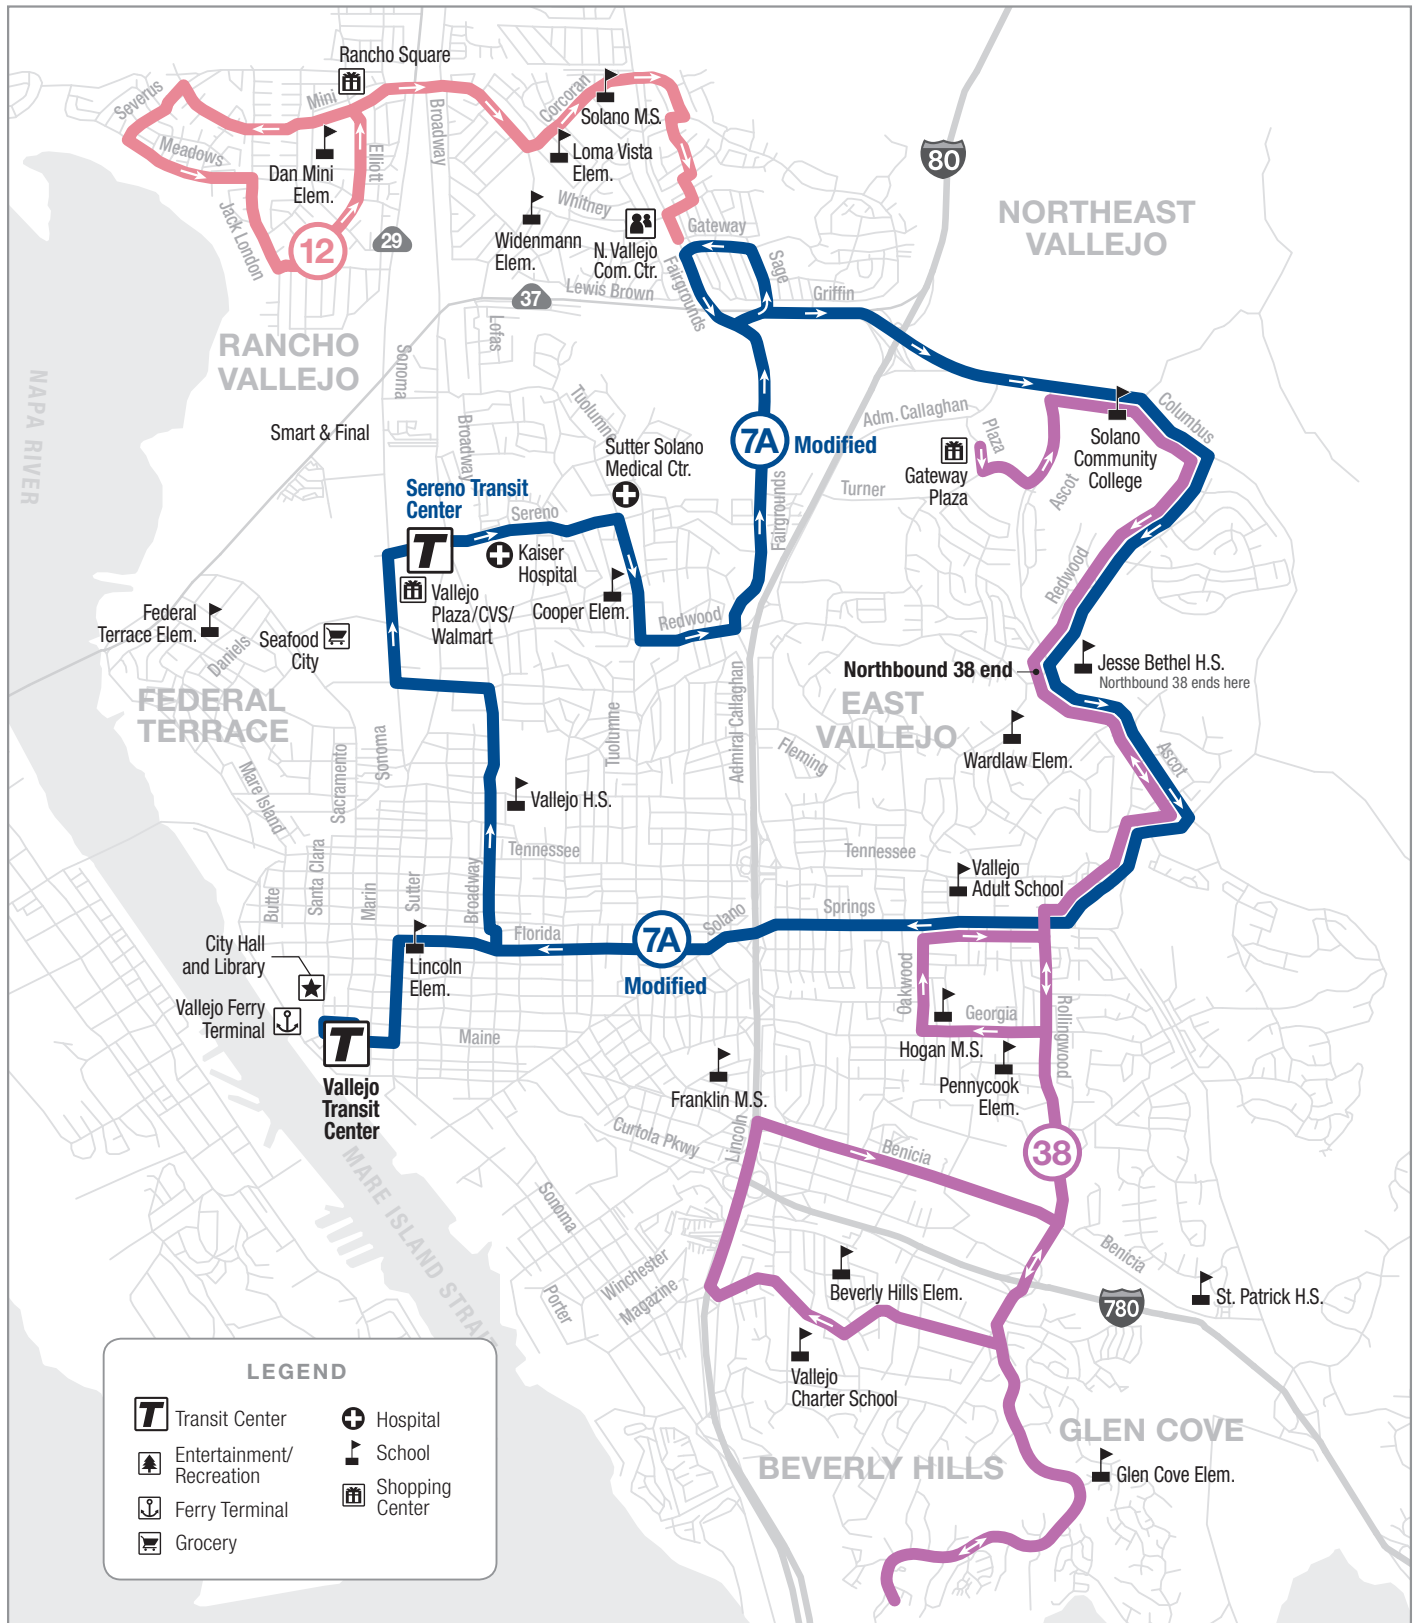 Rancho Square
Severus
Mini
Corcoran
Solano M.S.
Broadway
Meadows
Dan Mini
Elem.
Elliott
Loma Vista
Elem.
Whitney
Jack London
12
29
Widenmann
Elem.
N. Vallejo
Com. Ctr.
Gateway
Sage
Fairgrounds
Lewis Brown
37
Griffin
80
NORTHEAST
VALLEJO
RANCHO
VALLEJO
NAPA RIVER
Sonoma
Lofas
Tuolumne
Broadway
Smart & Final
Sutter Solano
Medical Ctr.
7A
Modified
Adm. Callaghan
Plaza
Gateway
Plaza
Turner
Ascot
Solano
Community
College
Columbus
Sereno Transit
Center
Sereno
T
Kaiser
Hospital
Fairgrounds
Vallejo
Plaza/CVS/
Walmart
Cooper Elem.
Redwood
Redwood
Federal
Terrace Elem.
Daniels
Seafood
City
FEDERAL
TERRACE
Northbound 38 end
Jesse Bethel H.S.
Northbound 38 ends here
EAST
VALLEJO
Wardlaw Elem.
Ascot
Admiral Callaghan
Fleming
Tuolumne
Mare Island
Sacramento
Sonoma
Vallejo H.S.
Tennessee
Tennessee
Vallejo
Adult School
Butte
Santa Clara
Marin
Sutter
Broadway
Florida
7A
Modified
Solano
Springs
City Hall
and Library
Lincoln
Elem.
Vallejo Ferry
Terminal
T
Maine
Vallejo
Transit
Center
Oakwood
Georgia
Hogan M.S.
Rollingwood
Pennycook
Elem.
Franklin M.S.
Curtola Pkwy
Lincoln
Benicia
38
MARE ISLAND STRAIT
Sonoma
Porter
Winchester
Magazine
Beverly Hills Elem.
Benicia
780
St. Patrick H.S.
Vallejo
Charter School
GLEN COVE
BEVERLY HILLS
Glen Cove Elem.
LEGEND
T Transit Center
Entertainment/
Recreation
Ferry Terminal
Grocery
Hospital
School
Shopping
Center